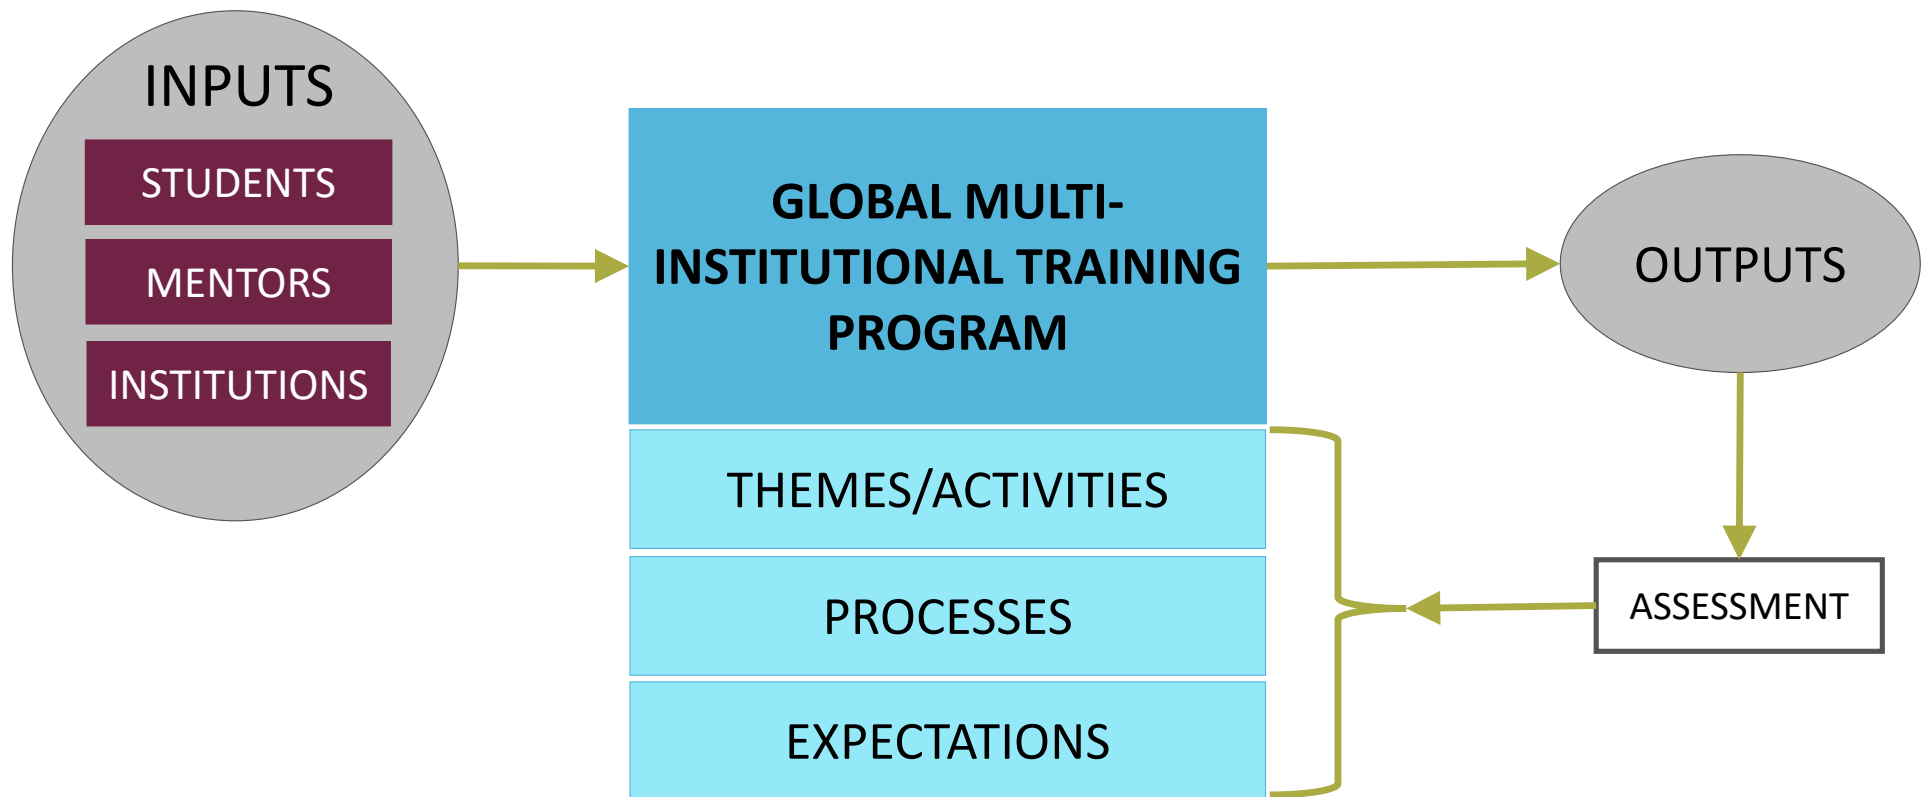 INPUTS
STUDENTS
MENTORS
INSTITUTIONS
GLOBAL MULTI-
INSTITUTIONAL TRAINING
PROGRAM
THEMES/ACTIVITIES
PROCESSES
EXPECTATIONS
OUTPUTS
ASSESSMENT